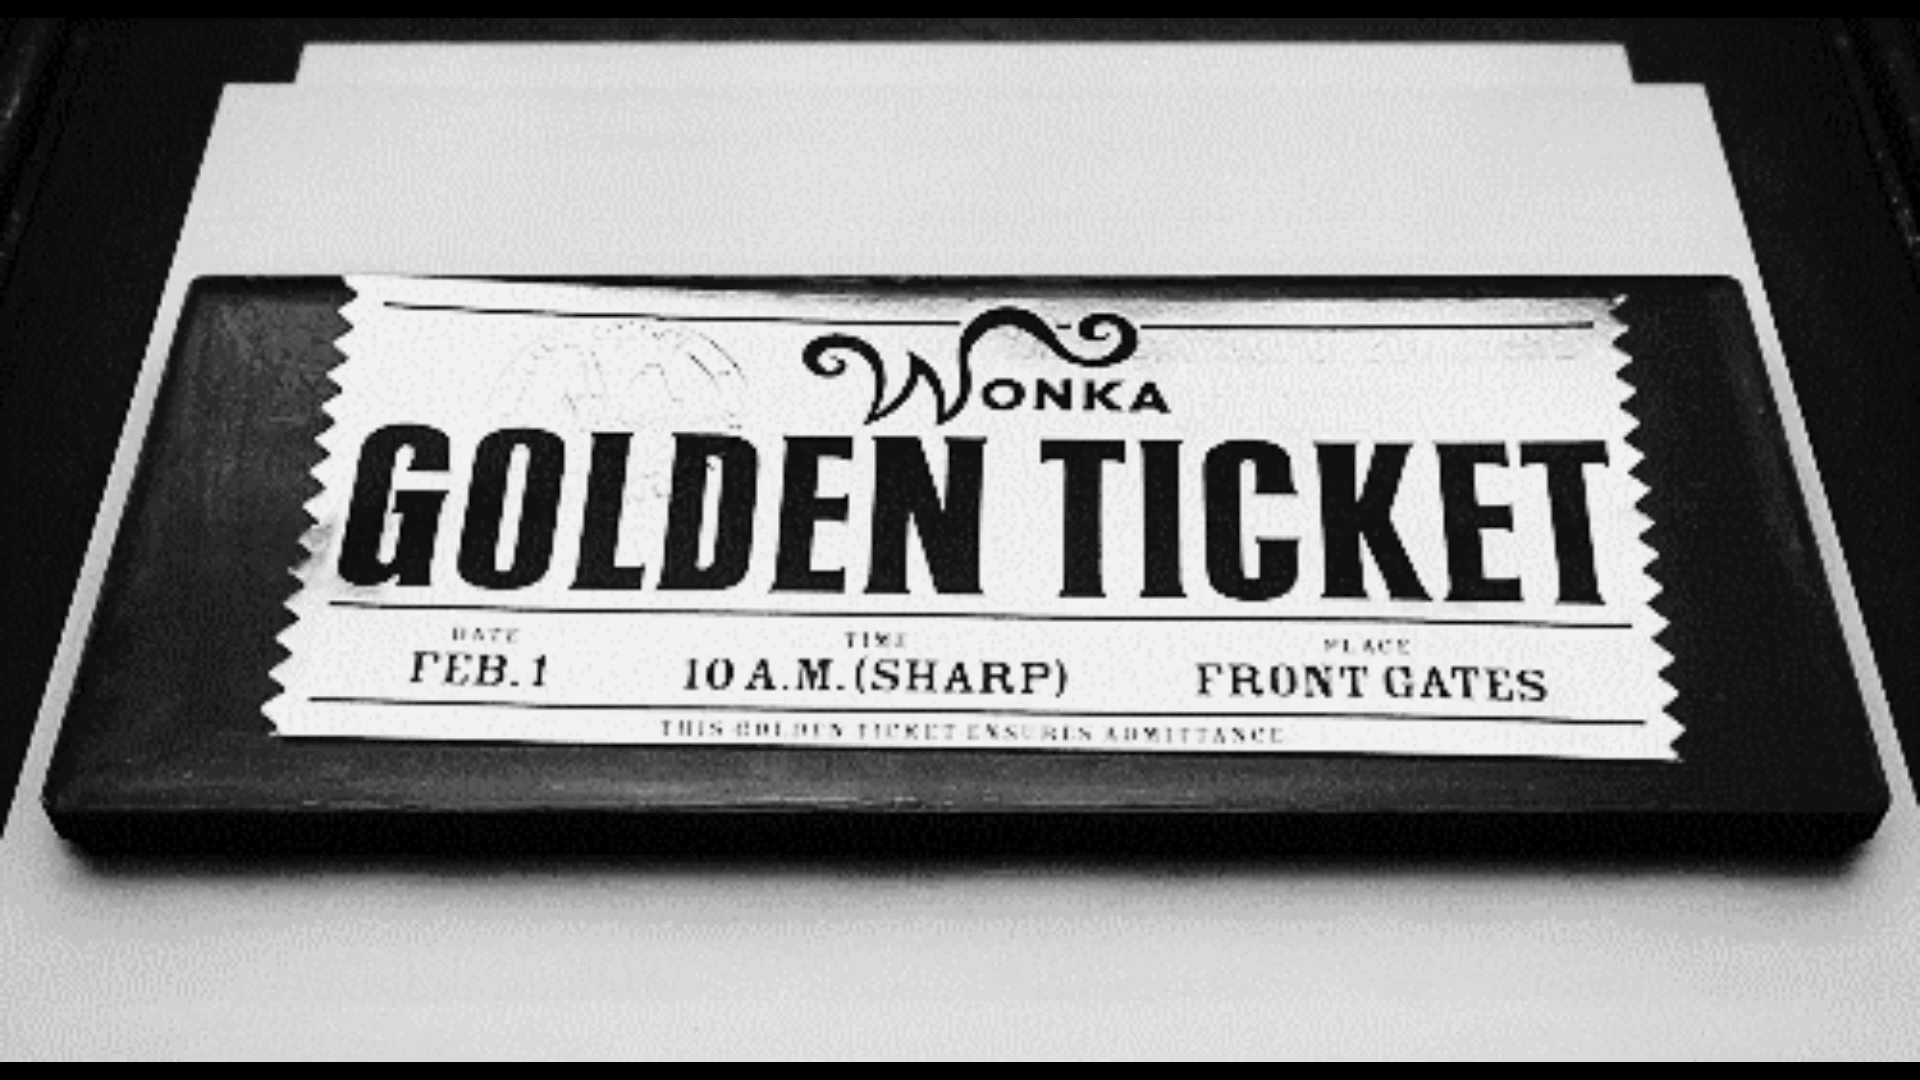 WONKA
GOLDEN TICKET
DATE TIME PLACE
FEB. 1 10 A.M. (SHARP) FRONT GATES
THIS GOLDEN TICKET ENSURES ADMITTANCE